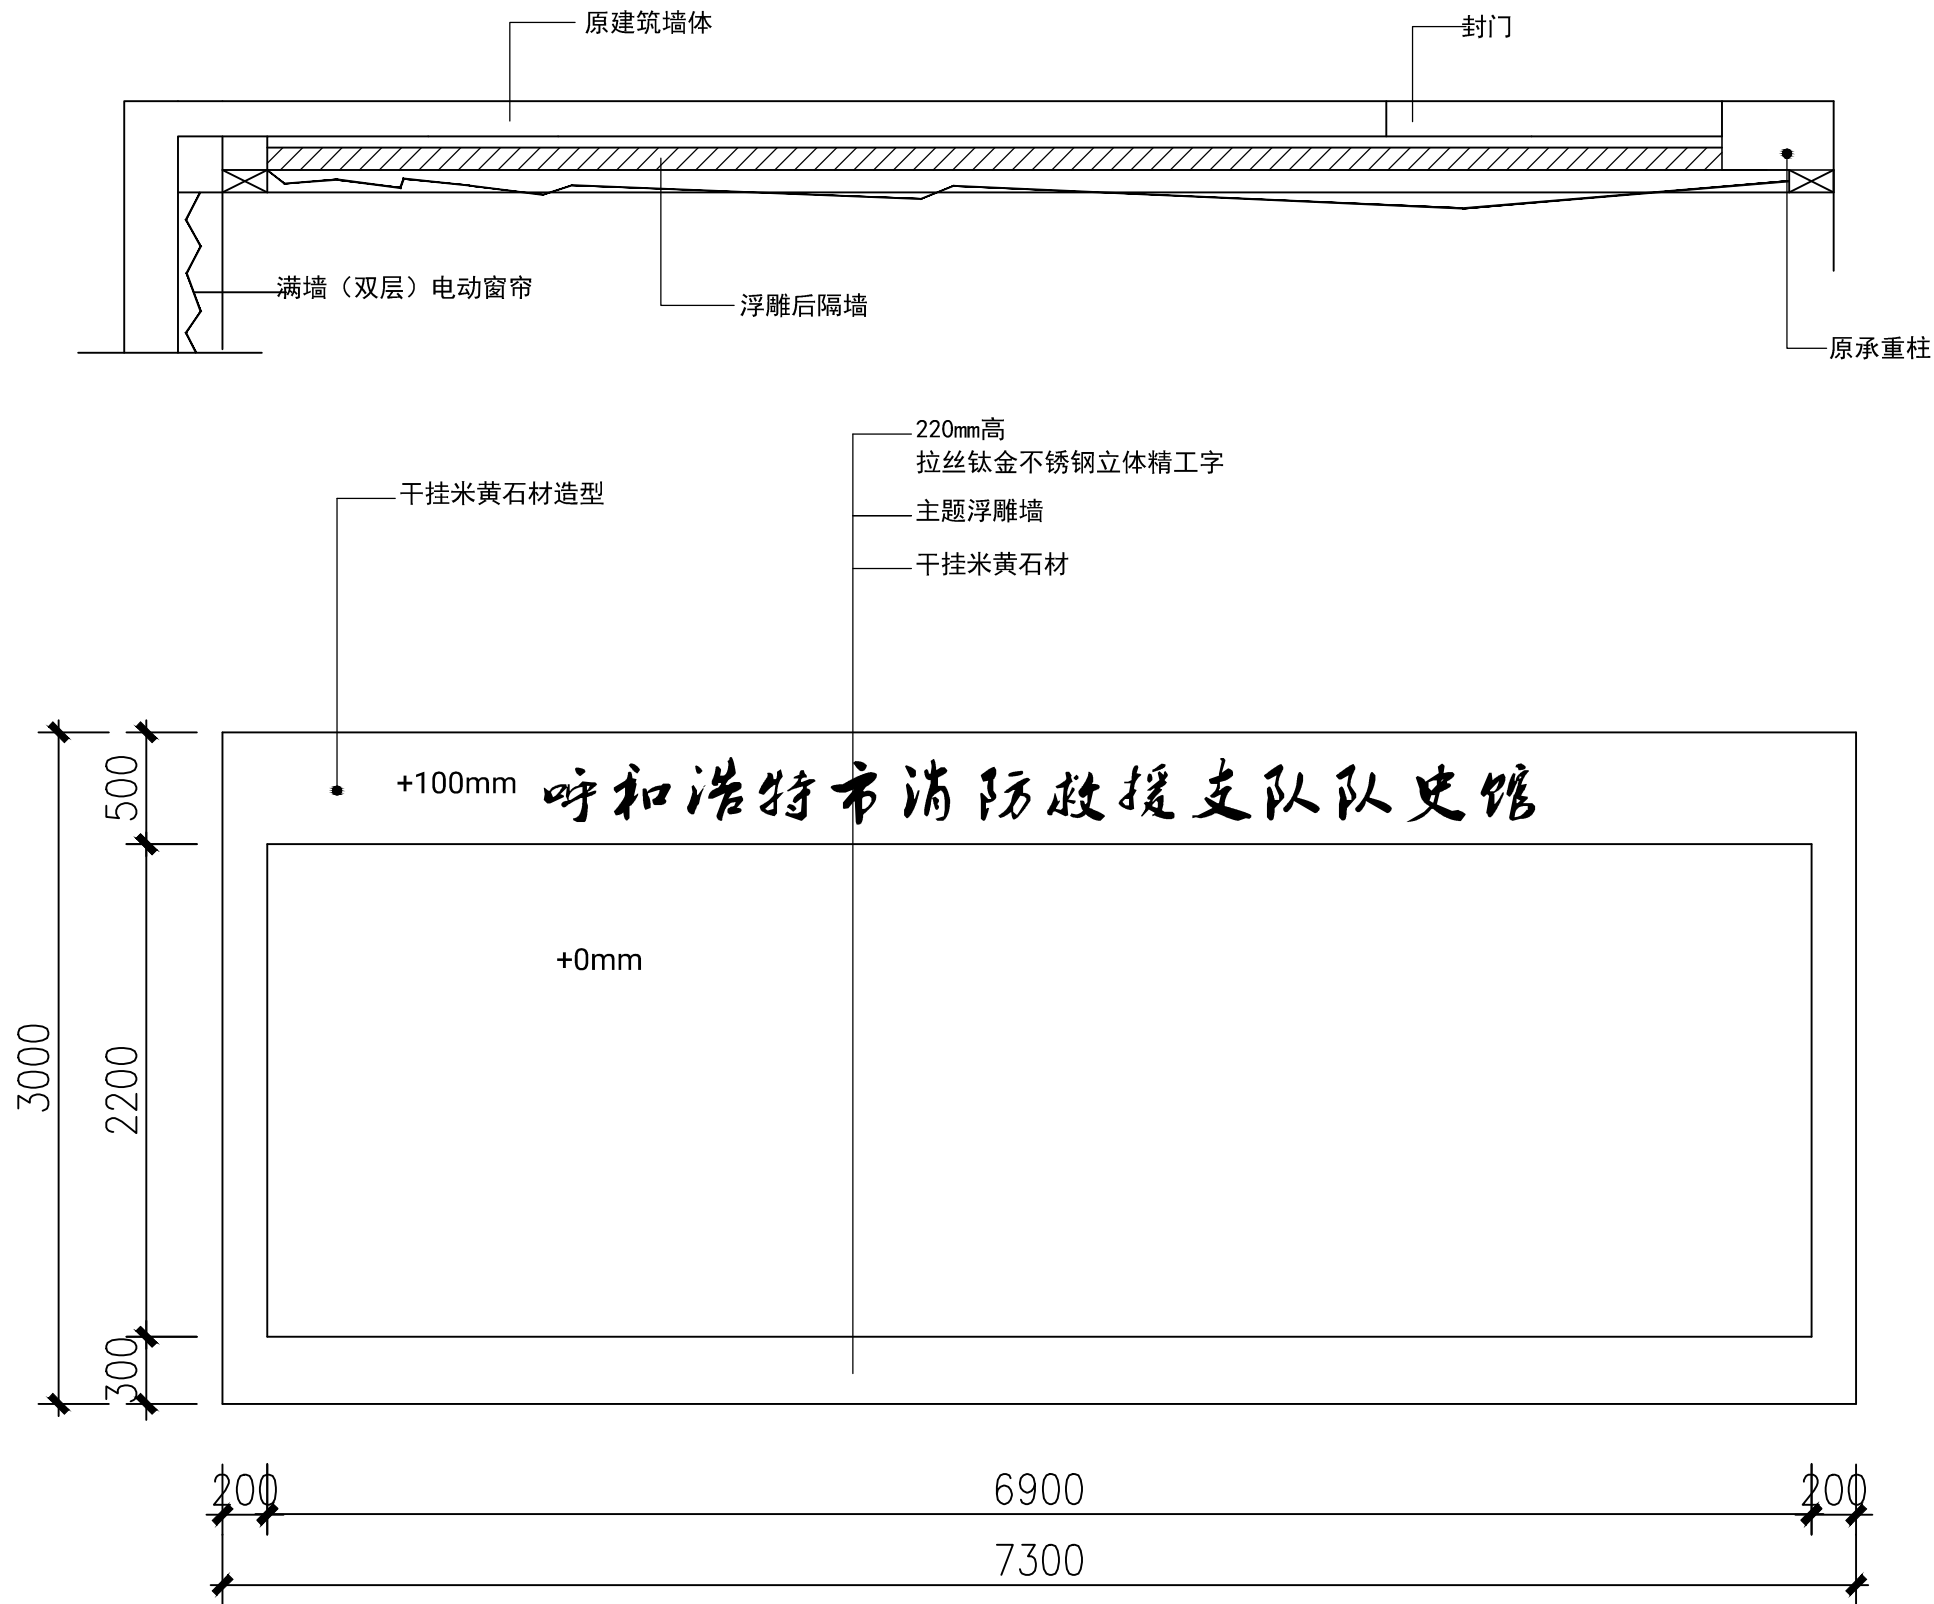 原建筑墙体
封门
满墙（双层）电动窗帘
浮雕后隔墙
原承重柱
220mm高
拉丝钛金不锈钢立体精工字
主题浮雕墙
干挂米黄石材
干挂米黄石材造型
+100mm
呼和浩特市消防救援支队队史馆
+0mm
500
2200
300
3000
200
6900
200
7300